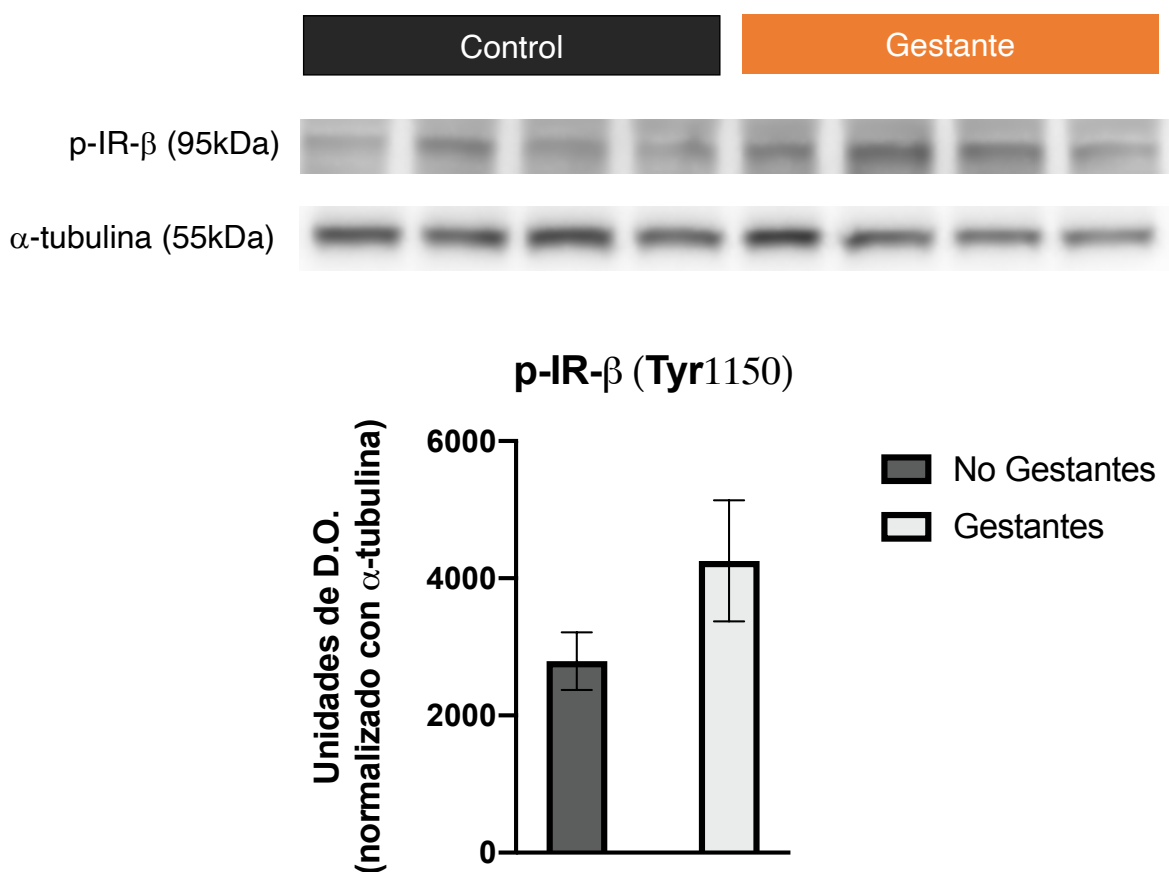 Control
Gestante
p-IR-β (95kDa)
α-tubulina (55kDa)
p-IR-β (Tyr1150)
Unidades de D.O.
(normalizado con α-tubulina)
6000
4000
2000
0
No Gestantes
Gestantes